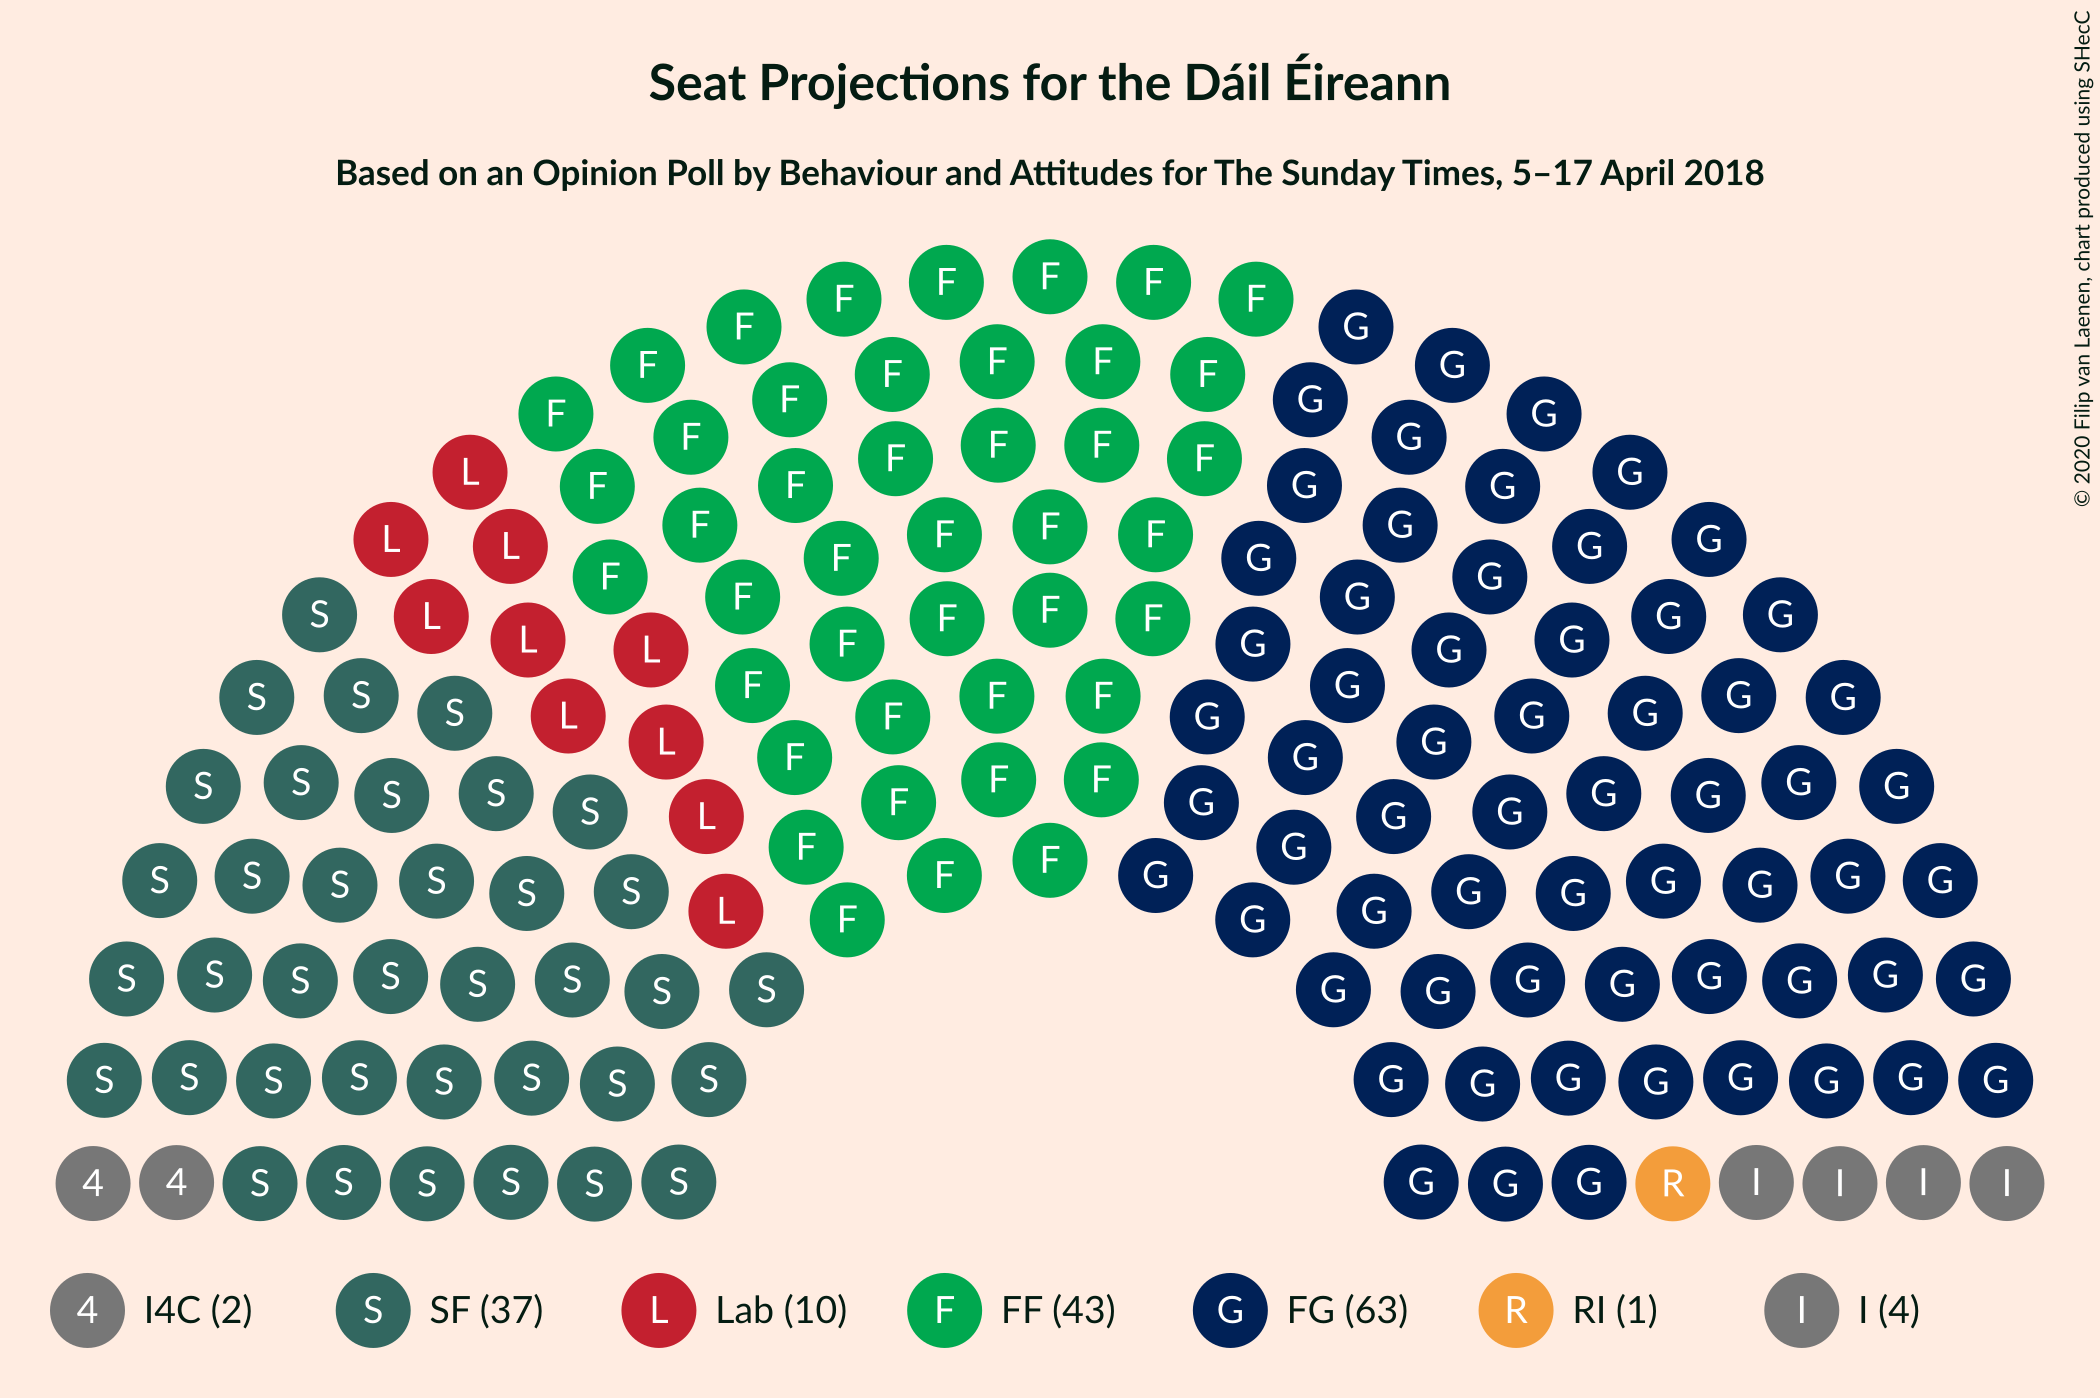 Seat Projections for the Dáil Éireann
Based on an Opinion Poll by Behaviour and Attitudes for The Sunday Times, 5–17 April 2018
© 2020 Filip van Laenen, chart produced using SHecC
F F F F F
F F G
F F F F F G
F G G
F F F F
L F F G G G
F F G
L L F F F F G G G G
S L L F L F F F F G G G G G G
S S S L L F F F F G G G G G G G
S S S S S L F F F F G G G G G G G G
S S S S S S L F F F F G G G G G G G G G G
S S S S S S S S G G G G G G G G
S S S S S S S S G G G G G G G G
4 4 S S S S S S G G G R I I I I
4 I4C (2) S SF (37) L Lab (10) F FF (43) G FG (63) R RI (1) I I (4)